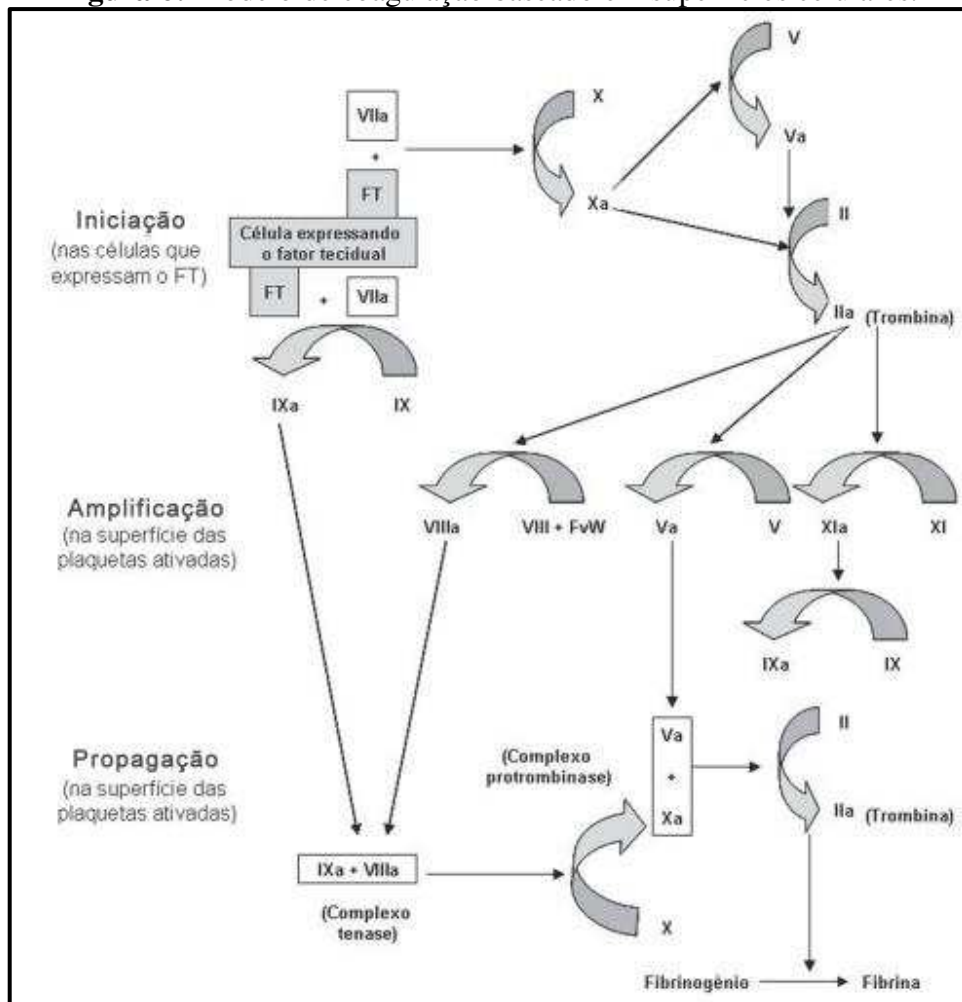 V
X
VIIa
+
FT
Va
Xa
II
Iniciação
(nas células que
expressam o FT)
Célula expressando
o fator tecidual
FT
+
VIIa
IIa (Trombina)
IXa
IX
Amplificação
(na superfície das
plaquetas ativadas)
VIIIa
VIII + FvW
Va
V
XIa
XI
IXa
IX
Propagação
(na superfície das
plaquetas ativadas)
(Complexo
protrombinase)
Va
+
Xa
II
IIa (Trombina)
IXa + VIIIa
(Complexo
tenase)
X
Fibrinogênio
Fibrina